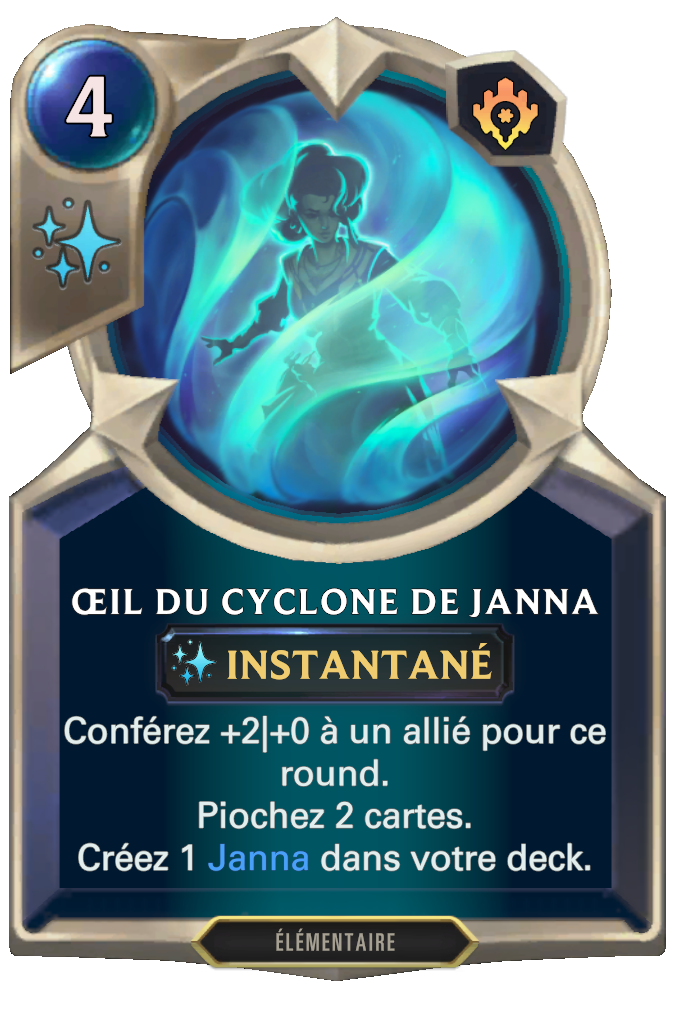 4
ŒIL DU CYCLONE DE JANNA
INSTANTANÉ
Conférez +2|+0 à un allié pour ce
round.
Piochez 2 cartes.
Créez 1 Janna dans votre deck.
ÉLÉMENTAIRE